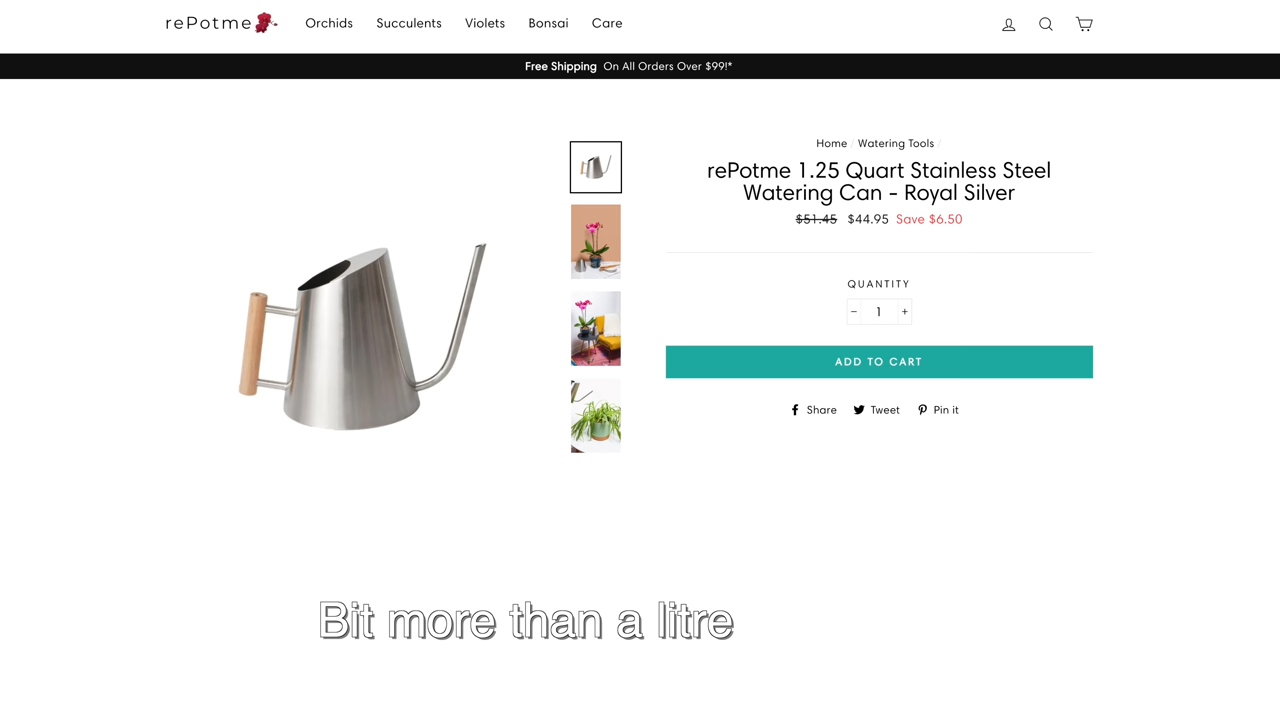 rePotme
Orchids Succulents Violets Bonsai Care
Free Shipping On All Orders Over $99!*
Home / Watering Tools /
rePotme 1.25 Quart Stainless Steel
Watering Can - Royal Silver
$51.45 $44.95 Save $6.50
QUANTITY
− 1 +
ADD TO CART
Share Tweet Pin it
Bit more than a litre